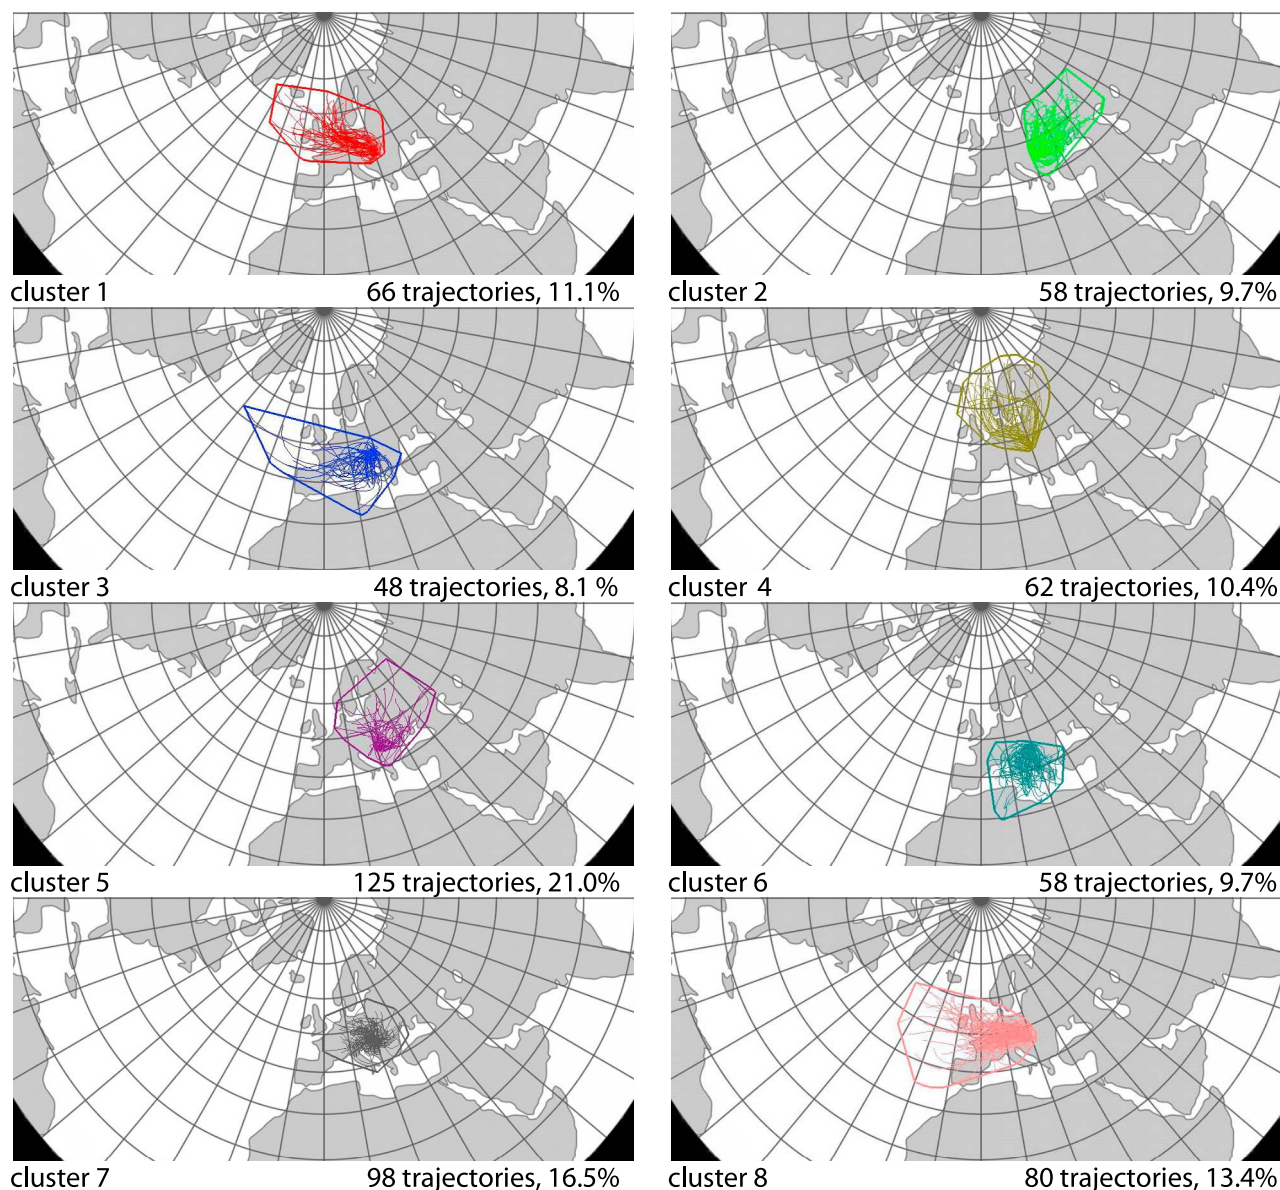 cluster 1 66 trajectories, 11.1%
cluster 2 58 trajectories, 9.7%
cluster 3 48 trajectories, 8.1 %
cluster 4 62 trajectories, 10.4%
cluster 5 125 trajectories, 21.0%
cluster 6 58 trajectories, 9.7%
cluster 7 98 trajectories, 16.5%
cluster 8 80 trajectories, 13.4%